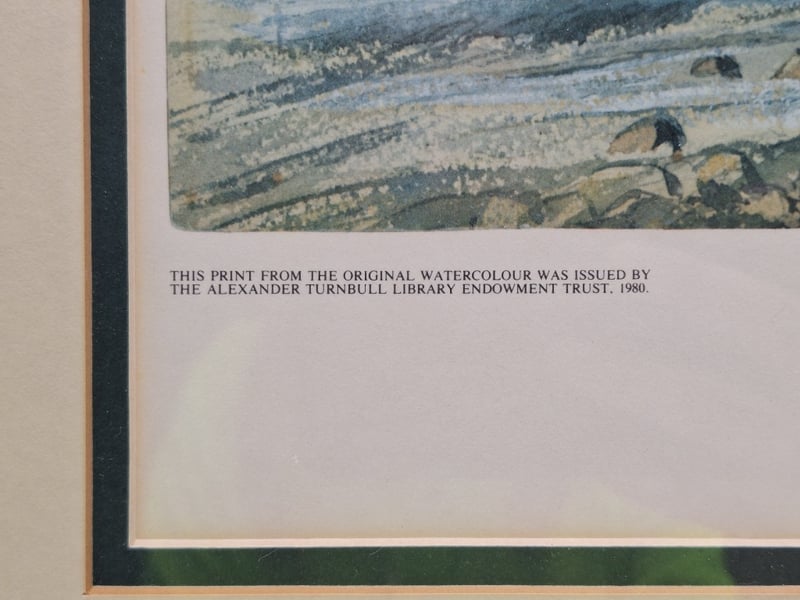 THIS PRINT FROM THE ORIGINAL WATERCOLOUR WAS ISSUED BY
THE ALEXANDER TURNBULL LIBRARY ENDOWMENT TRUST, 1980.